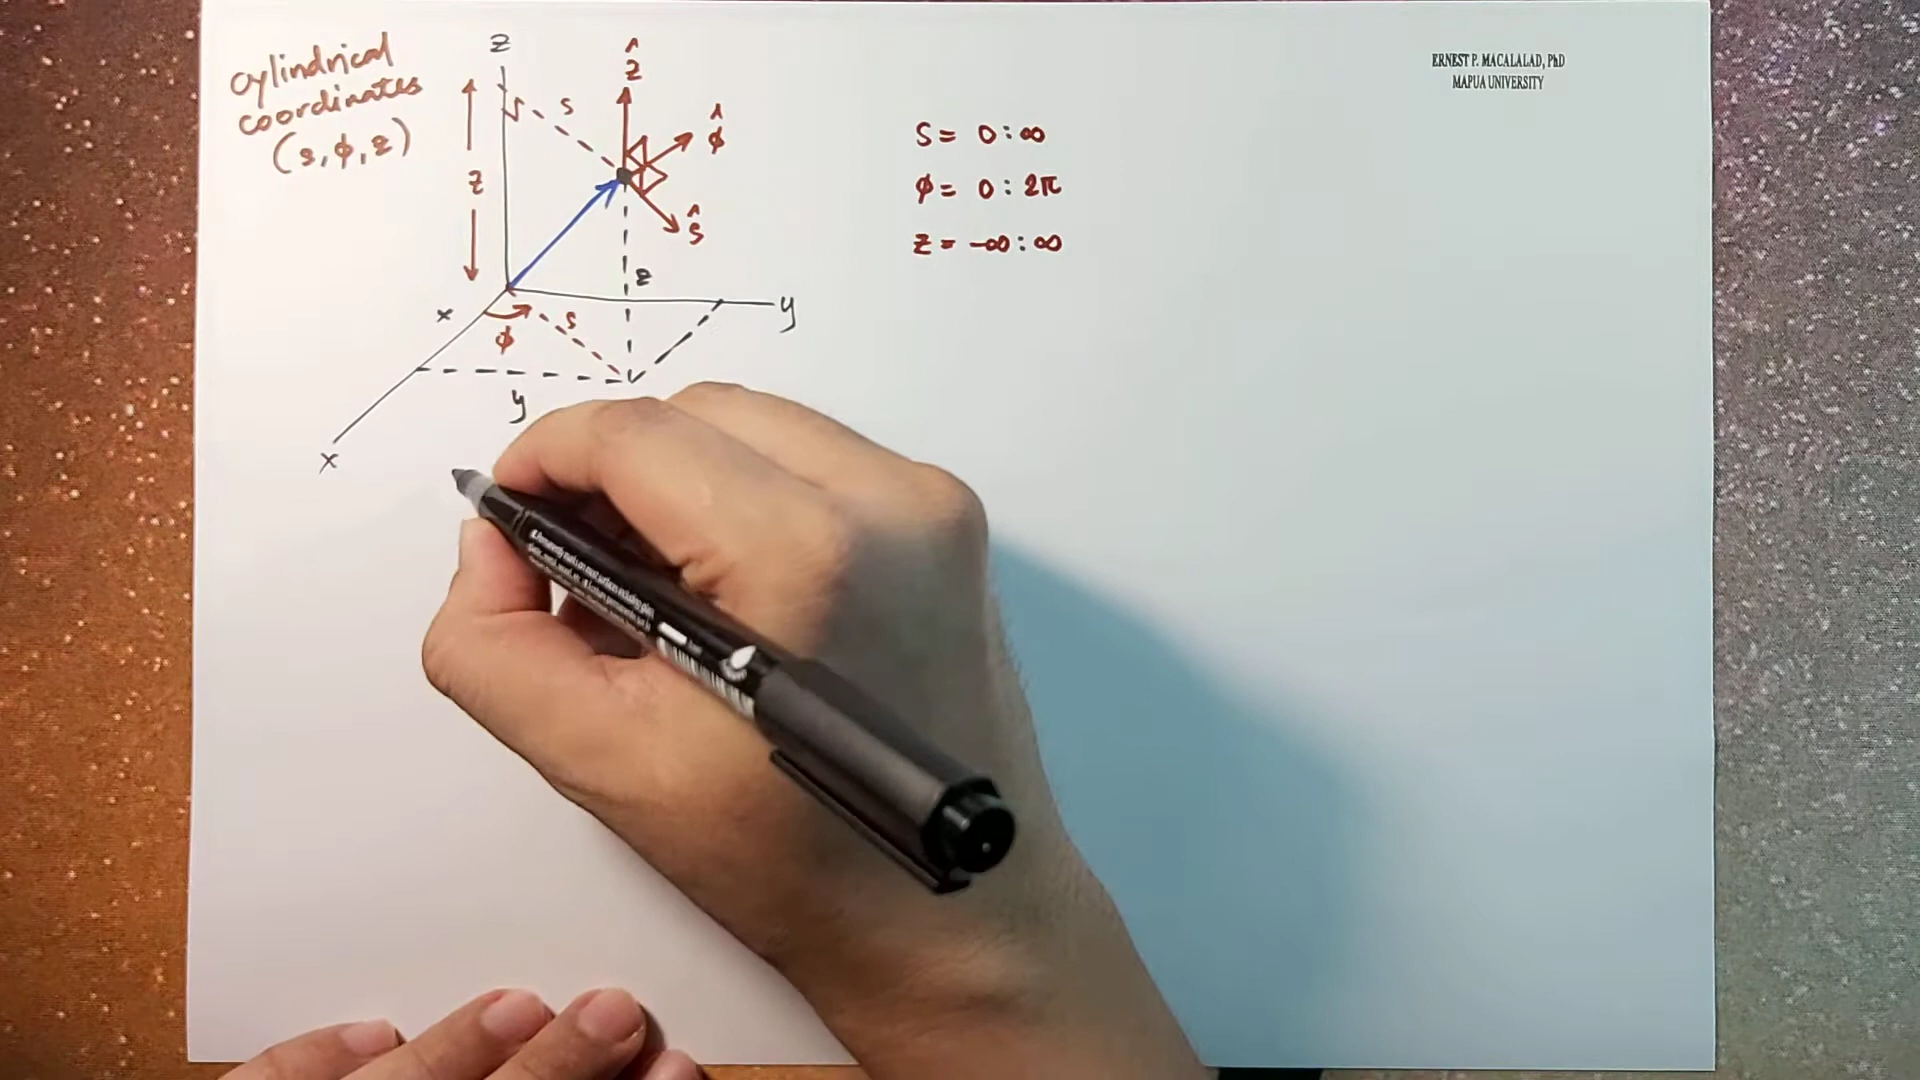 cylindrical
coordinates
(s, φ, z)
z
z
s
ẑ
φ̂
ŝ
z
x
φ
s
y
y
x
S = 0 : ∞
φ = 0 : 2π
z = -∞ : ∞
ERNEST P. MACALALAD, PhD
MAPUA UNIVERSITY